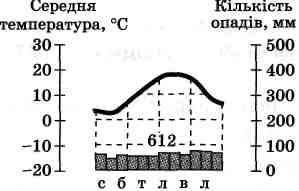 Середня температура, °C
Кількість опадів, мм
30 500
20 400
10 300
0 200
−10 612 100
−20 0
с б т л в л